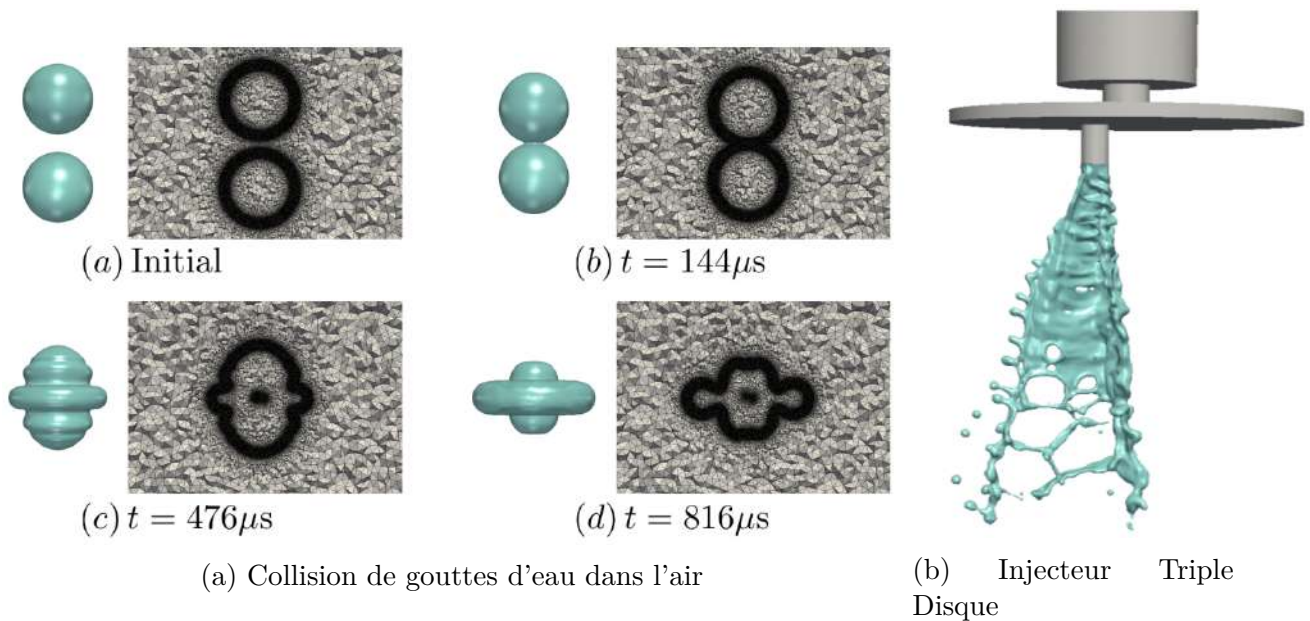 (a) Initial
(b) t = 144μs
(c) t = 476μs
(d) t = 816μs
(a) Collision de gouttes d'eau dans l'air
(b) Injecteur Triple
Disque